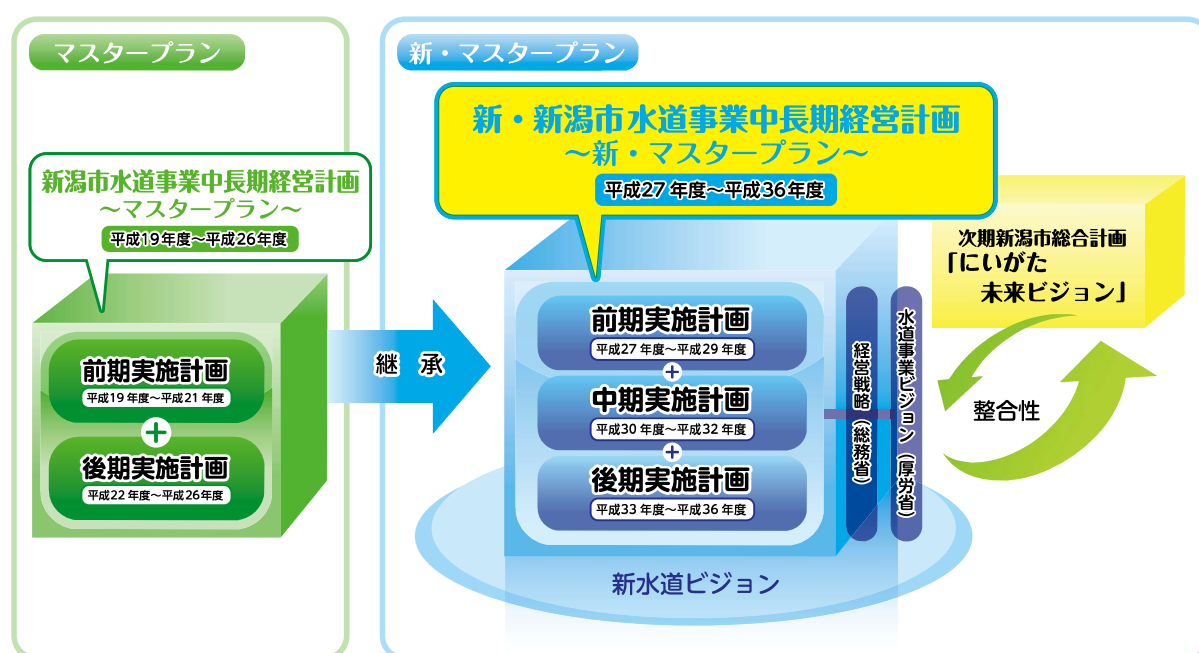 マスタープラン
新潟市水道事業中長期経営計画
～マスタープラン～
平成19年度～平成26年度
前期実施計画
平成19年度～平成21年度
+
後期実施計画
平成22年度～平成26年度
継承
新・マスタープラン
新・新潟市水道事業中長期経営計画
～新・マスタープラン～
平成27年度～平成36年度
前期実施計画
平成27年度～平成29年度
+
中期実施計画
平成30年度～平成32年度
+
後期実施計画
平成33年度～平成36年度
経営戦略（総務省）
水道事業ビジョン（厚労省）
新水道ビジョン
次期新潟市総合計画
「にいがた
未来ビジョン」
整合性